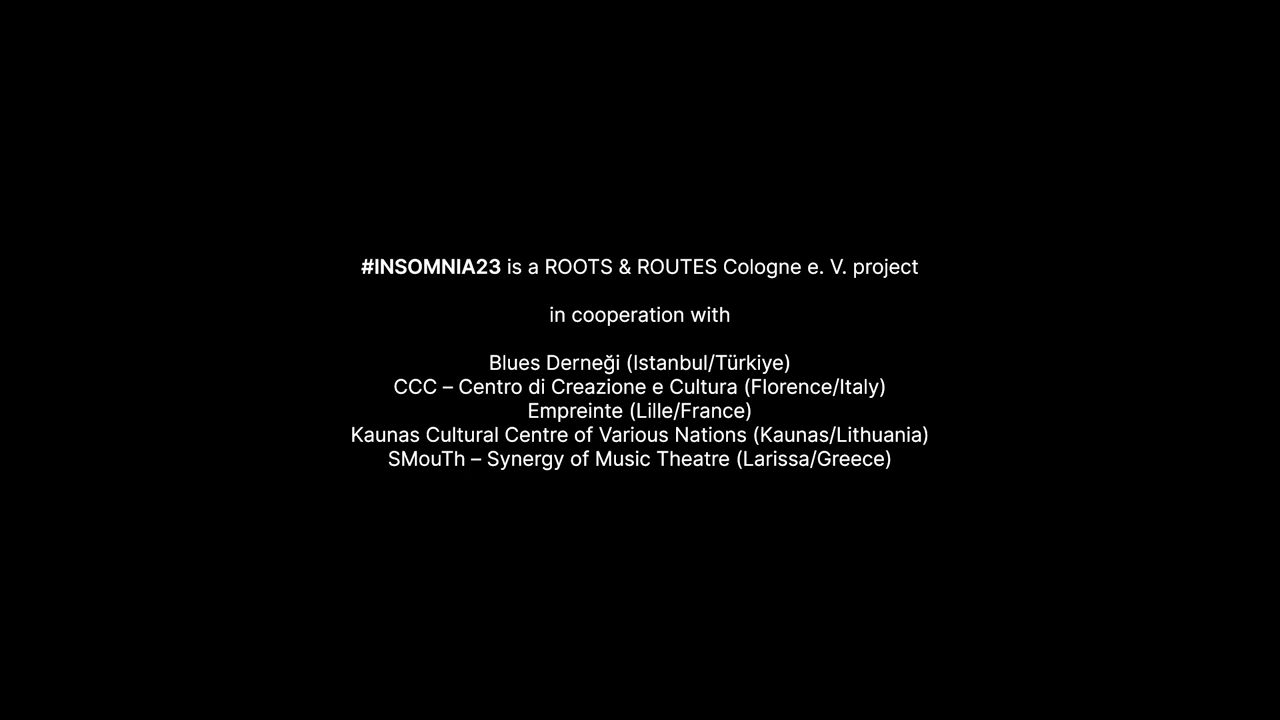 #INSOMNIA23 is a ROOTS & ROUTES Cologne e. V. project
in cooperation with
Blues Derneği (Istanbul/Türkiye)
CCC – Centro di Creazione e Cultura (Florence/Italy)
Empreinte (Lille/France)
Kaunas Cultural Centre of Various Nations (Kaunas/Lithuania)
SMouTh – Synergy of Music Theatre (Larissa/Greece)